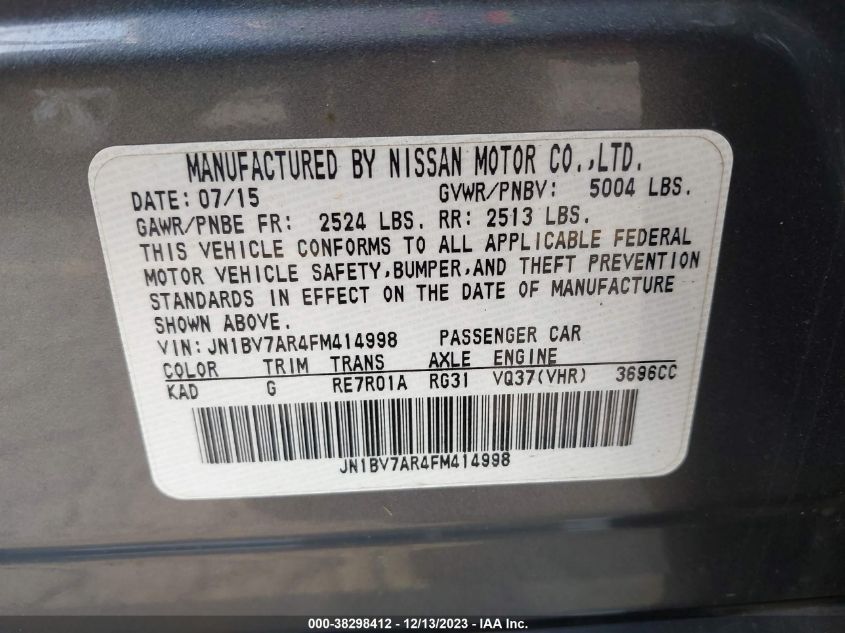 MANUFACTURED BY NISSAN MOTOR CO.,LTD.
DATE: 07/15 GVWR/PNBV: 5004 LBS.
GAWR/PNBE FR: 2524 LBS. RR: 2513 LBS.
THIS VEHICLE CONFORMS TO ALL APPLICABLE FEDERAL
MOTOR VEHICLE SAFETY,BUMPER,AND THEFT PREVENTION
STANDARDS IN EFFECT ON THE DATE OF MANUFACTURE
SHOWN ABOVE.
VIN: JN1BV7AR4FM414998 PASSENGER CAR
COLOR TRIM TRANS AXLE ENGINE
KAD G RE7R01A RG31 VQ37(VHR) 3696CC
JN1BV7AR4FM414998
000-38298412 - 12/13/2023 - IAA Inc.